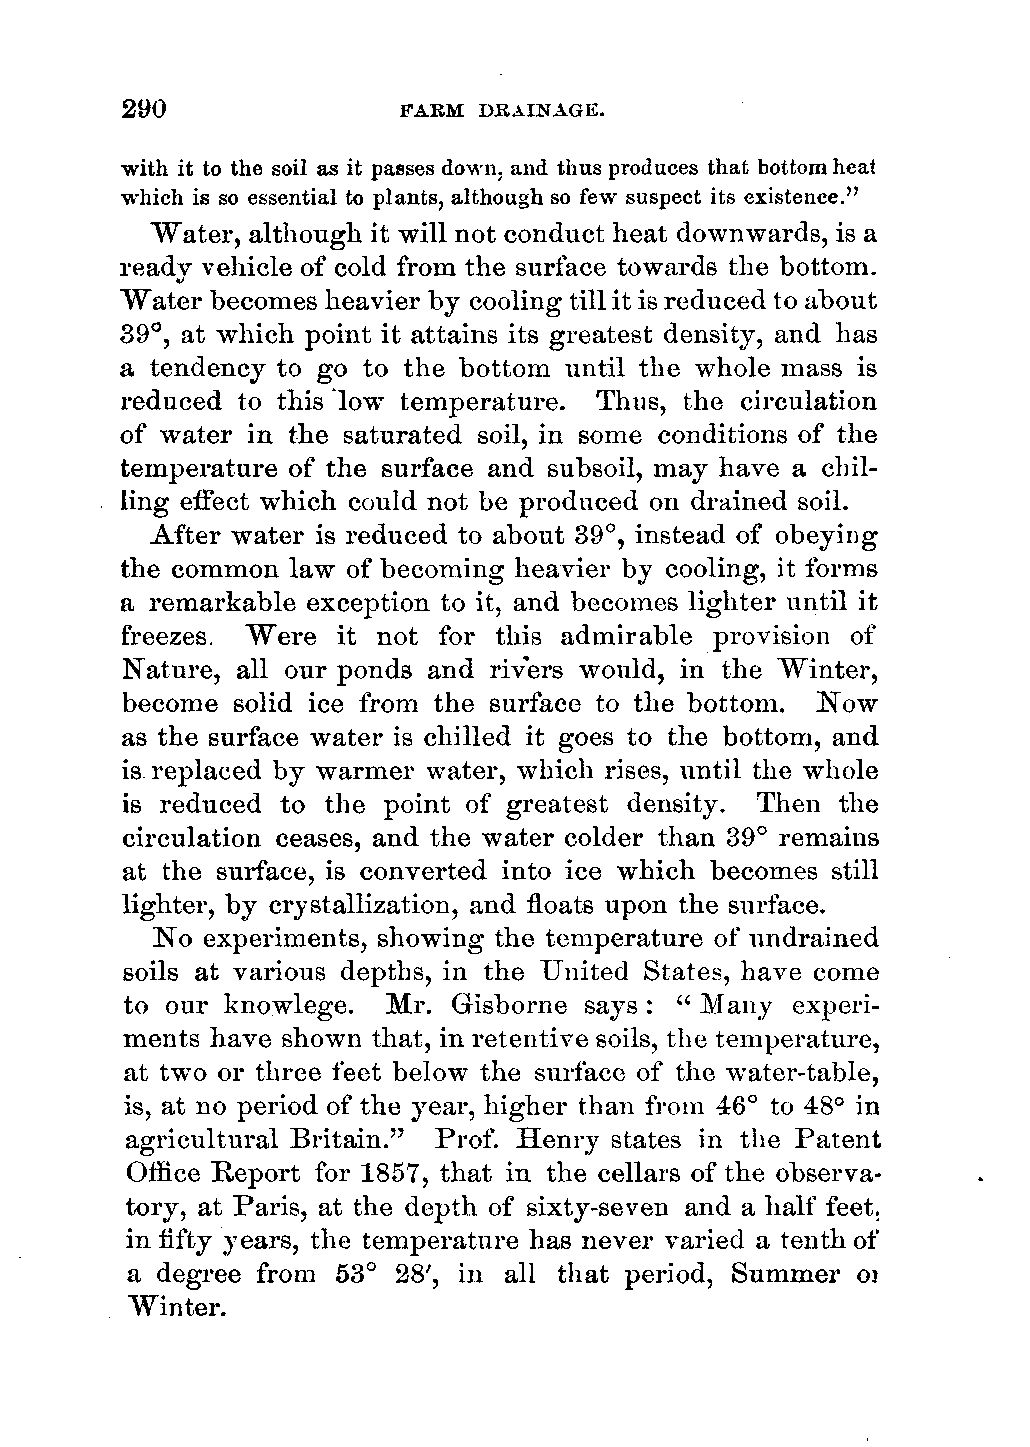 290 FARM DRAINAGE.
with it to the soil as it passes down, and thus produces that bottom heat
which is so essential to plants, although so few suspect its existence.”
Water, although it will not conduct heat downwards, is a
ready vehicle of cold from the surface towards the bottom.
Water becomes heavier by cooling till it is reduced to about
39°, at which point it attains its greatest density, and has
a tendency to go to the bottom until the whole mass is
reduced to this low temperature. Thus, the circulation
of water in the saturated soil, in some conditions of the
temperature of the surface and subsoil, may have a chil-
ling effect which could not be produced on drained soil.
After water is reduced to about 39°, instead of obeying
the common law of becoming heavier by cooling, it forms
a remarkable exception to it, and becomes lighter until it
freezes. Were it not for this admirable provision of
Nature, all our ponds and rivers would, in the Winter,
become solid ice from the surface to the bottom. Now
as the surface water is chilled it goes to the bottom, and
is replaced by warmer water, which rises, until the whole
is reduced to the point of greatest density. Then the
circulation ceases, and the water colder than 39° remains
at the surface, is converted into ice which becomes still
lighter, by crystallization, and floats upon the surface.
No experiments, showing the temperature of undrained
soils at various depths, in the United States, have come
to our knowlege. Mr. Gisborne says: “ Many experi-
ments have shown that, in retentive soils, the temperature,
at two or three feet below the surface of the water-table,
is, at no period of the year, higher than from 46° to 48° in
agricultural Britain.” Prof. Henry states in the Patent
Office Report for 1857, that in the cellars of the observa-
tory, at Paris, at the depth of sixty-seven and a half feet,
in fifty years, the temperature has never varied a tenth of
a degree from 53° 28′, in all that period, Summer or
Winter.